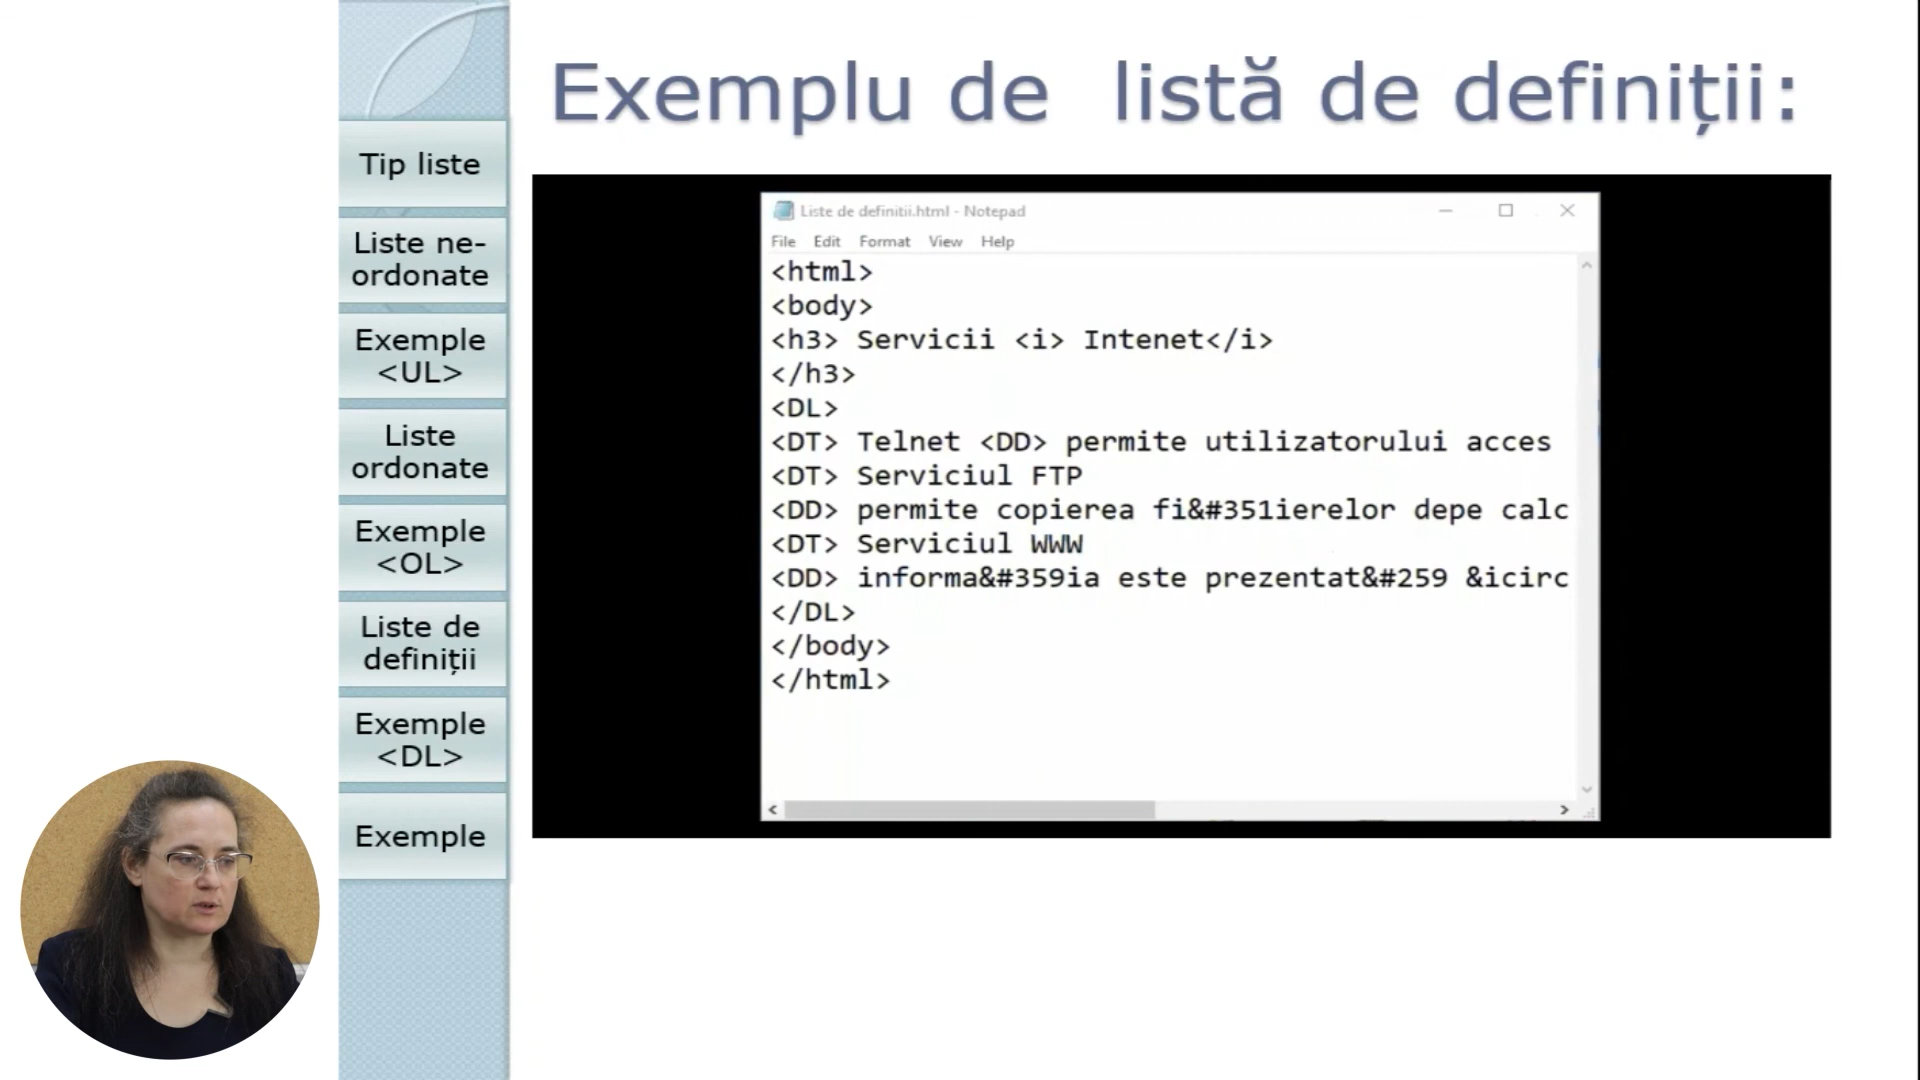 Exemplu de listă de definiții:
Tip liste
Liste ne-
ordonate
Exemple
<UL>
Liste
ordonate
Exemple
<OL>
Liste de
definiții
Exemple
<DL>
Exemple
Liste de definitii.html - Notepad
File Edit Format View Help
<html>
<body>
<h3> Servicii <i> Intenet</i>
</h3>
<DL>
<DT> Telnet <DD> permite utilizatorului acces
<DT> Serviciul FTP
<DD> permite copierea fi&#351ierelor depe calc
<DT> Serviciul WWW
<DD> informa&#359ia este prezentat&#259 &icirc
</DL>
</body>
</html>